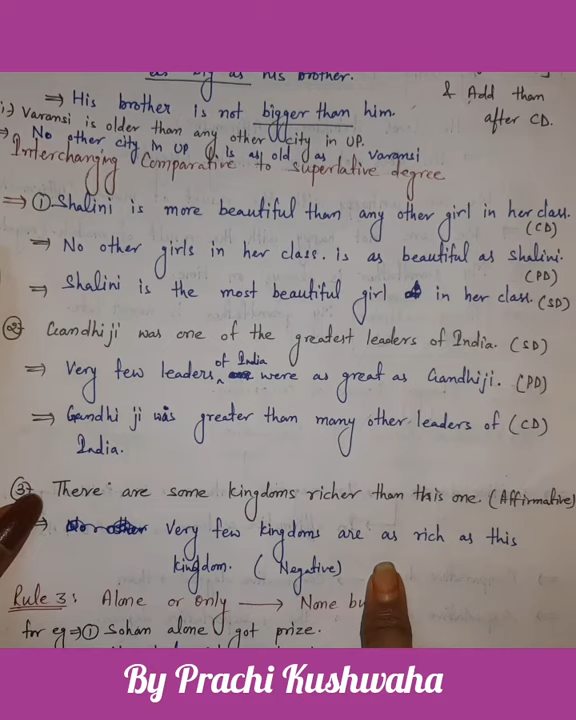 as big as his brother.
⇒ His brother is not bigger than him.
& Add than
after CD.
ii) Varansi is older than any other city in UP.
⇒ No other city in UP is as old as varansi
Interchanging Comparative to superlative degree
⇒ ① Shalini is more beautiful than any other girl in her class. (CD)
⇒ No other girls in her class. is as beautiful as shalini. (PD)
⇒ Shalini is the most beautiful girl in her class. (SD)
② Gandhiji was one of the greatest leaders of India. (SD)
⇒ Very few leaders of India were as great as Gandhiji. (PD)
⇒ Gandhi ji was greater than many other leaders of (CD)
India.
③ There are some kingdoms richer than this one. (Affirmative)
⇒ Very few kingdoms are as rich as this
kingdom. (Negative)
Rule 3: Alone or only → None
for eg ⇒ ① Sohan alone got prize.
By Prachi Kushwaha